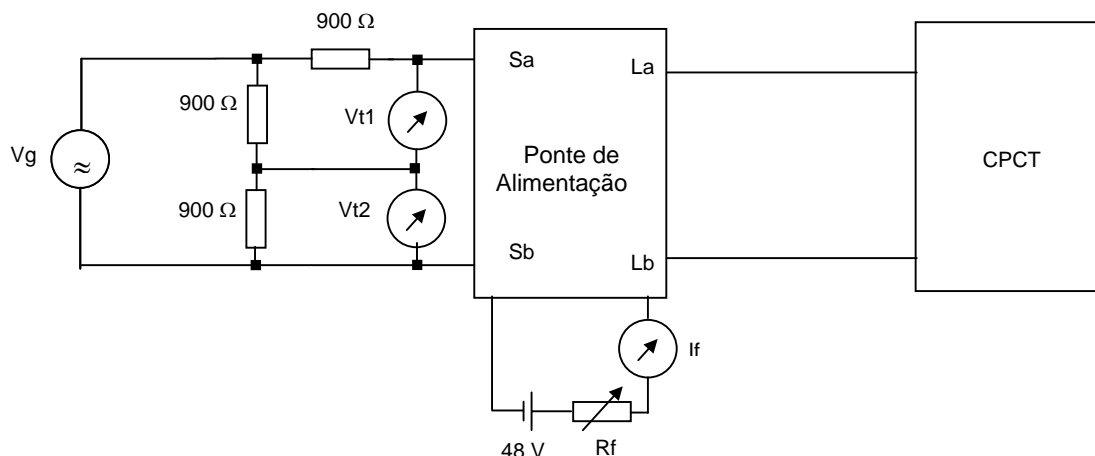 900 Ω
Sa
La
900 Ω
Vt1
Vg
≈
Ponte de
Alimentação
CPCT
900 Ω
Vt2
Sb
Lb
If
48 V
Rf